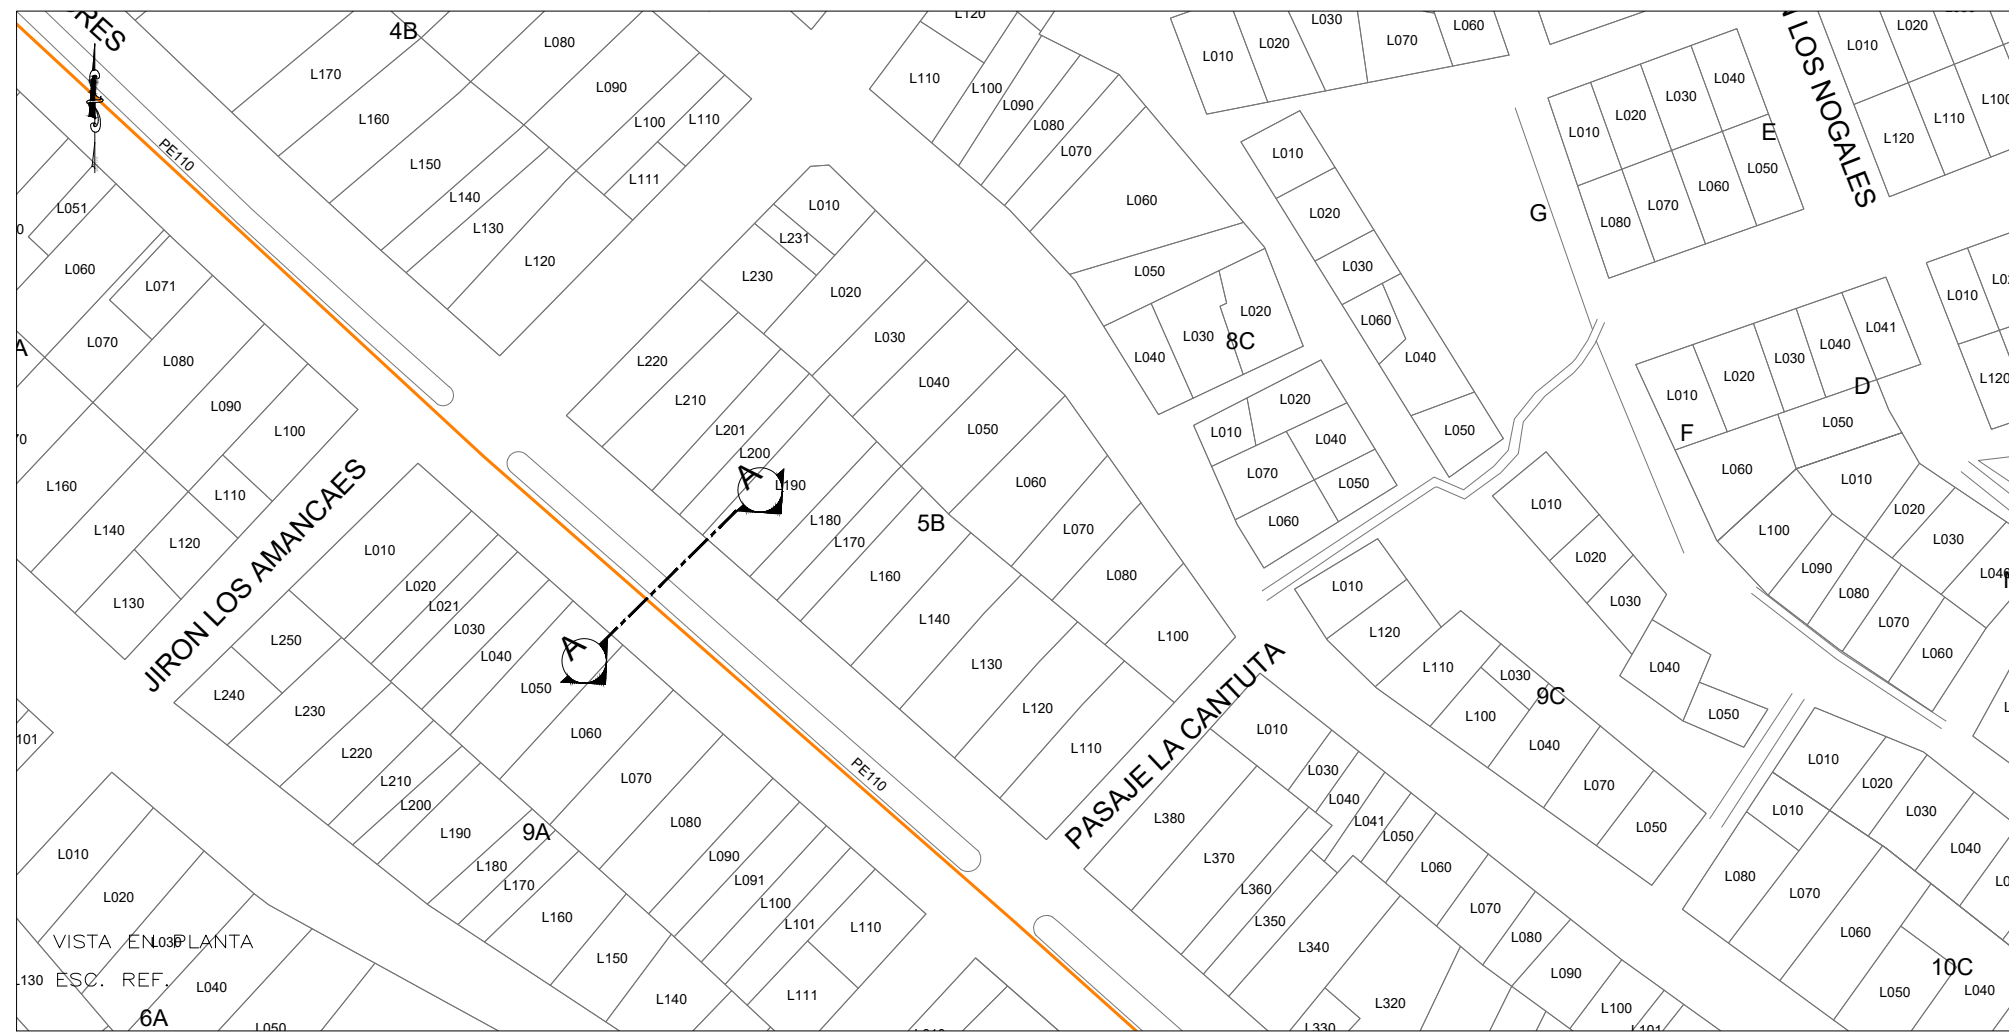 ORES
4B
L170
L160
L150
L140
L130
L120
L080
L090
L100
L110
L111
PE110
L051
L060
L071
L070
L080
L090
L100
L110
L160
L140
L120
L130
JIRON LOS AMANCAES
L010
L231
L230
L020
L030
L040
L050
L060
L070
L080
L100
L220
L210
L201
L200
L190
L180
L170
L160
L140
L130
L120
L110
5B
A
A
L010
L020
L021
L030
L040
L050
L060
L070
L080
L090
L091
L100
L101
L110
L111
L250
L240
L230
L220
L210
L200
L190
L180
L170
L160
L150
L140
9A
PE110
L010
L020
L030
L040
L050
VISTA EN PLANTA
ESC. REF.
6A
L120
L110
L100
L090
L080
L070
L060
L050
L040
L030
L020
8C
L010
L020
L030
L070
L060
L010
L020
L030
L060
L040
L050
L010
L020
L040
L070
L050
L060
G
L010
L020
L030
L040
E
L050
L060
L070
L080
LOS NOGALES
L010
L020
L100
L110
L120
L010
L120
L010
L020
L030
L040
L041
D
F
L050
L060
L010
L020
L030
L100
L090
L080
L070
L060
L010
L020
L030
L040
L050
L010
L120
L110
L030
L100
L040
L070
L050
9C
PASAJE LA CANTUTA
L010
L030
L040
L041
L050
L060
L070
L080
L090
L100
L101
L380
L370
L360
L350
L340
L330
L320
L010
L020
L030
L040
L010
L080
L070
L060
L050
L040
10C